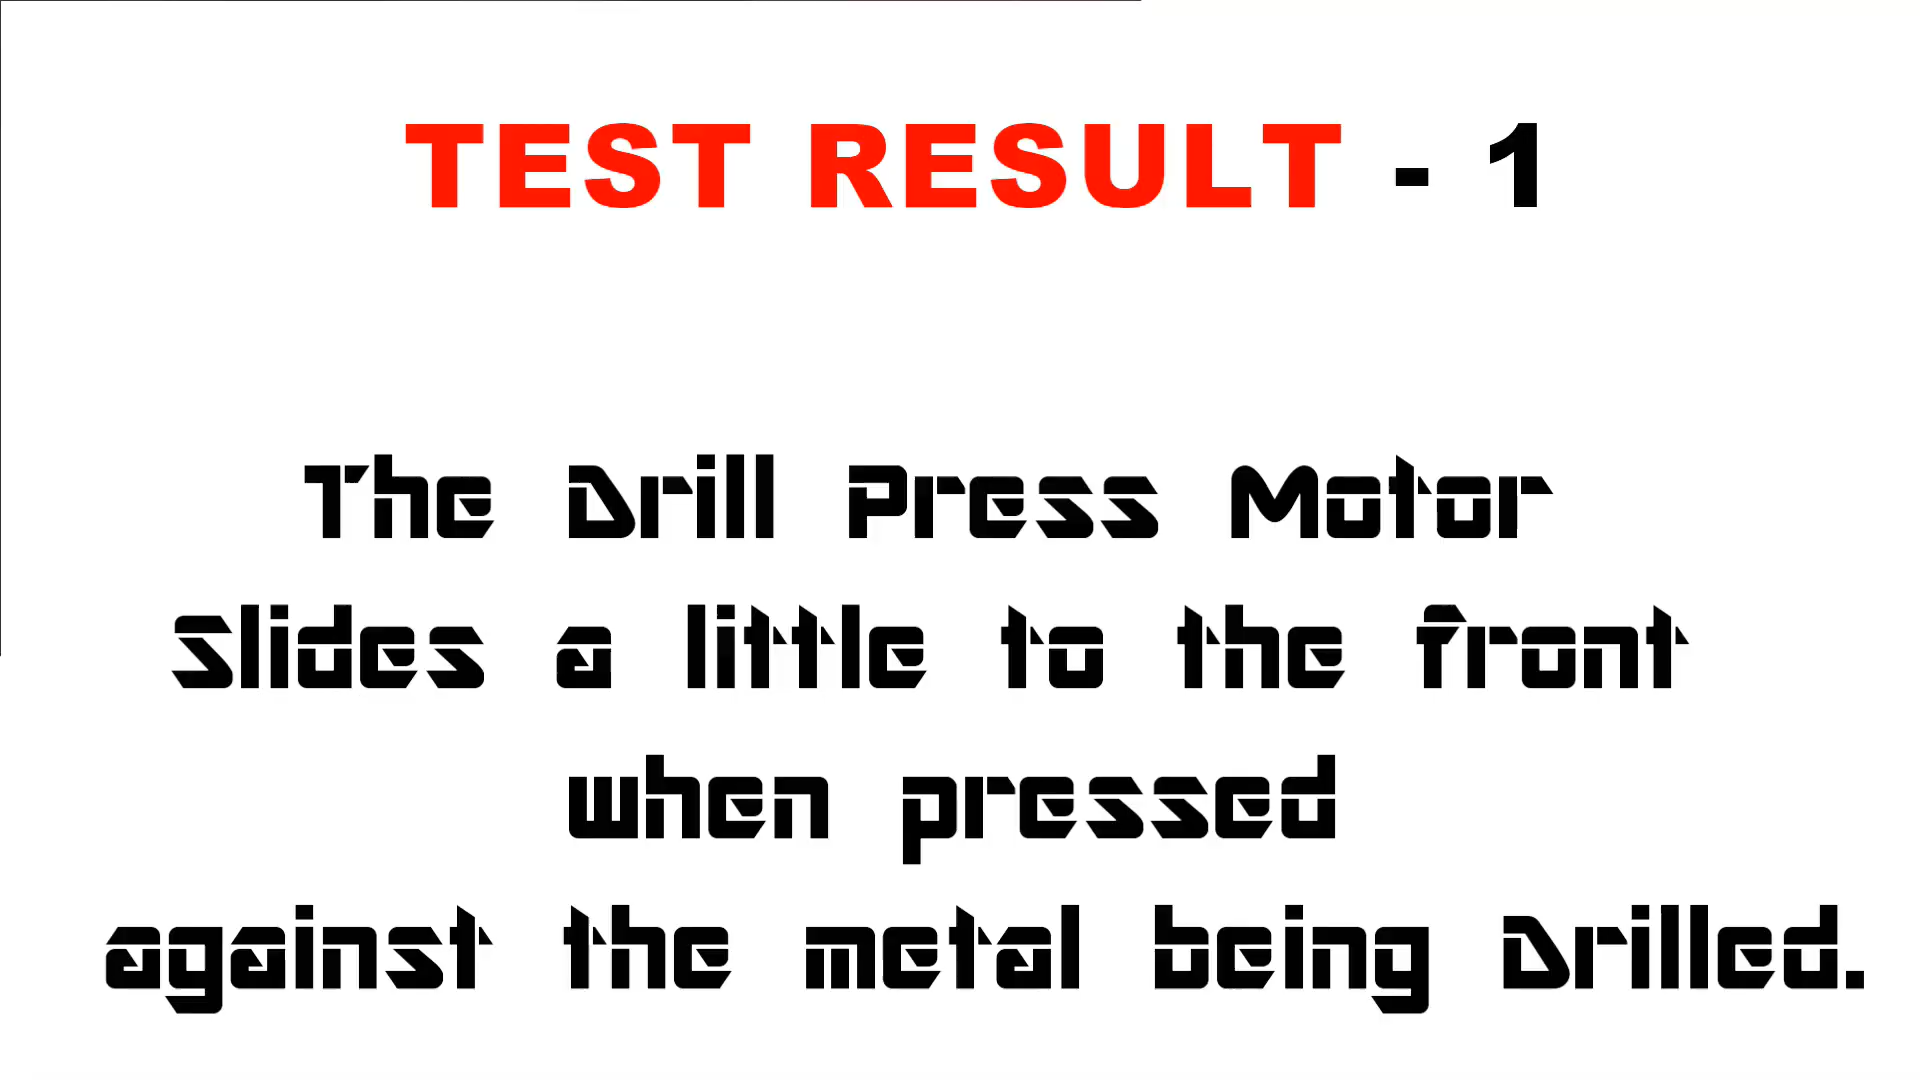 TEST RESULT - 1
The Drill Press Motor
Slides a little to the front
when pressed
against the metal being Drilled.